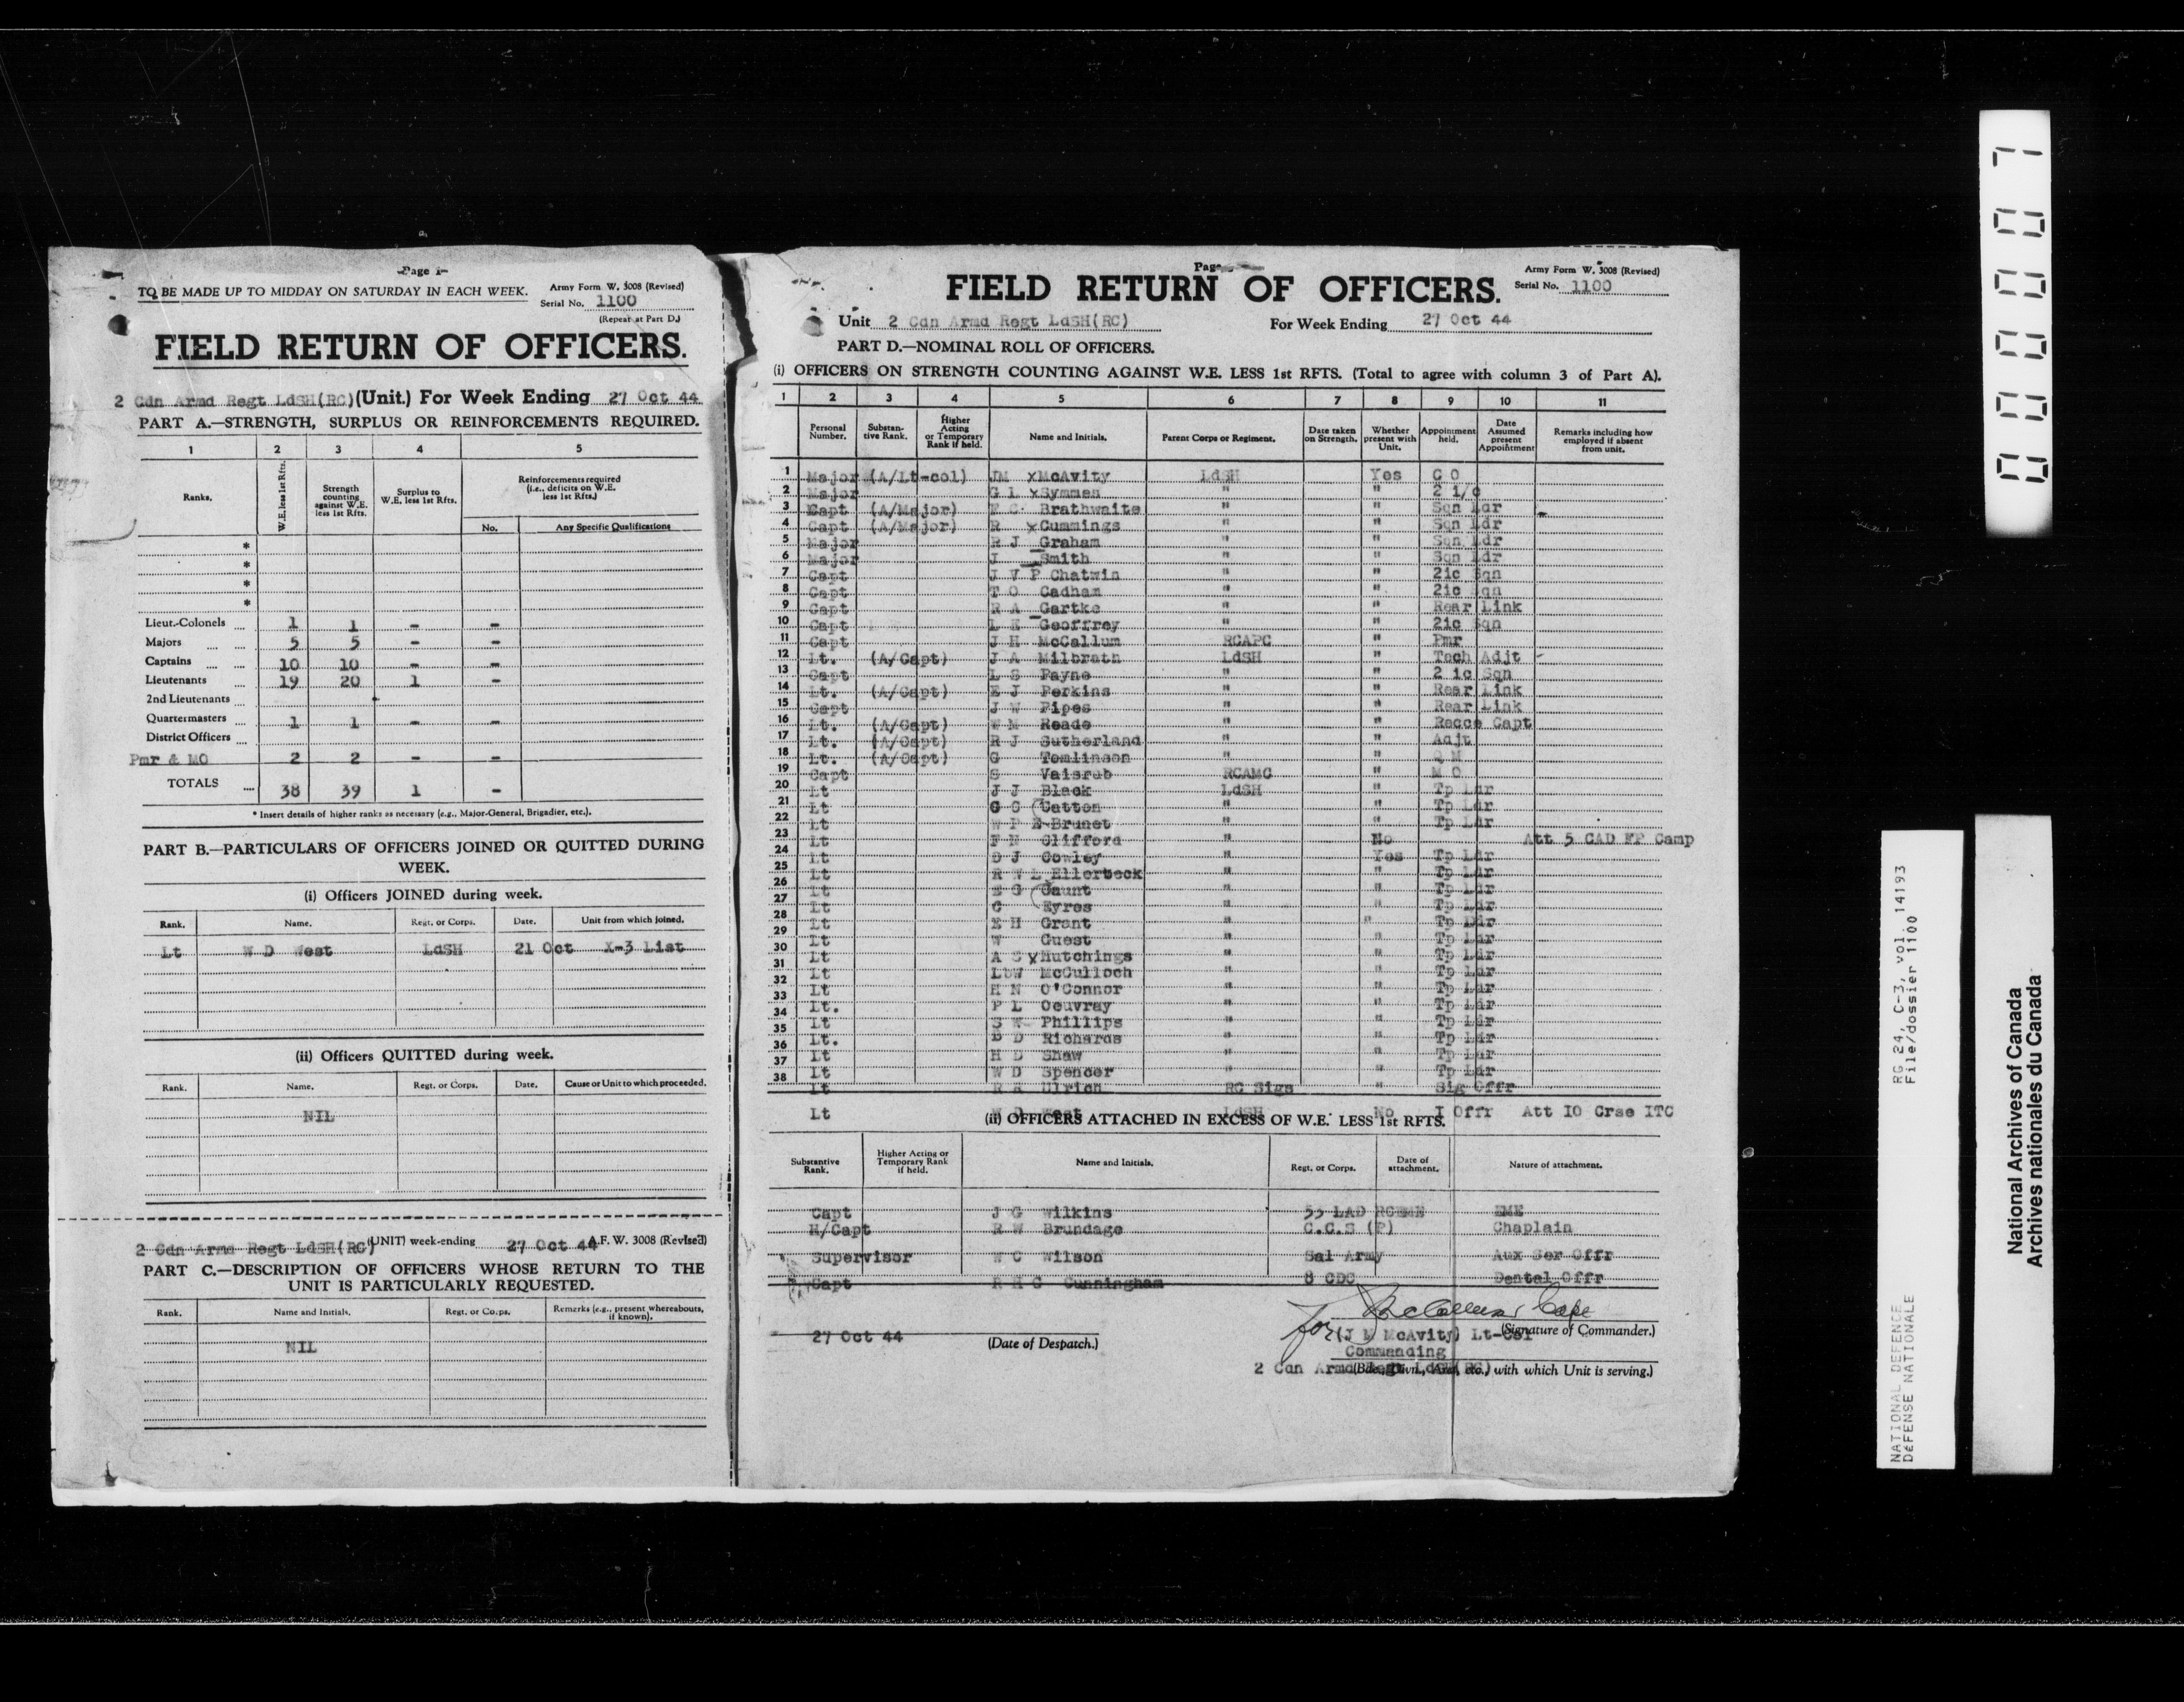 Page 1
TO BE MADE UP TO MIDDAY ON SATURDAY IN EACH WEEK.
Army Form W. 3008 (Revised)
Serial No. 1100
(Repeat at Part D.)
FIELD RETURN OF OFFICERS.
2 Cdn Armd Regt LdSH(RC) (Unit.) For Week Ending 27 Oct 44
PART A.—STRENGTH, SURPLUS OR REINFORCEMENTS REQUIRED.
1 2 3 4 5
Ranks. W.E. less 1st Rfts. Strength counting against W.E. less 1st Rfts. Surplus to W.E. less 1st Rfts. Reinforcements required (i.e., deficits on W.E. less 1st Rfts.)
No. Any Specific Qualifications
*
*
*
*
Lieut.-Colonels 1 1 - -
Majors 5 5 - -
Captains 10 10 - -
Lieutenants 19 20 1 -
2nd Lieutenants
Quartermasters 1 1 - -
District Officers
Pmr & MO 2 2 - -
TOTALS 38 39 1 -
* Insert details of higher ranks as necessary (e.g., Major-General, Brigadier, etc.).
PART B.—PARTICULARS OF OFFICERS JOINED OR QUITTED DURING WEEK.
(i) Officers JOINED during week.
Rank. Name. Regt. or Corps. Date. Unit from which joined.
Lt W D West LdSH 21 Oct X-3 List
(ii) Officers QUITTED during week.
Rank. Name. Regt. or Corps. Date. Cause or Unit to which proceeded.
NIL
2 Cdn Armd Regt LdSH(RC) (UNIT) week-ending 27 Oct 44 A.F. W. 3008 (Revised)
PART C.—DESCRIPTION OF OFFICERS WHOSE RETURN TO THE UNIT IS PARTICULARLY REQUESTED.
Rank. Name and Initials. Regt. or Corps. Remarks (e.g., present whereabouts, if known).
NIL
Page
FIELD RETURN OF OFFICERS.
Army Form W. 3008 (Revised)
Serial No. 1100
Unit 2 Cdn Armd Regt LdSH(RC) For Week Ending 27 Oct 44
PART D.—NOMINAL ROLL OF OFFICERS.
(i) OFFICERS ON STRENGTH COUNTING AGAINST W.E. LESS 1st RFTS. (Total to agree with column 3 of Part A).
1 2 3 4 5 6 7 8 9 10 11
Personal Number. Substantive Rank. Higher Acting or Temporary Rank if held. Name and Initials. Parent Corps or Regiment. Date taken on Strength. Whether present with Unit. Appointment held. Date Assumed present Appointment Remarks including how employed if absent from unit.
1 Major (A/Lt-col) JM xMcAvity LdSH Yes C O
2 Major G L xSymmes " " 2 i/c
3 Capt (A/Major) E C Brathwaite " " Sqn Ldr
4 Capt (A/Major) R xCummings " " Sqn Ldr
5 Major R J Graham " " Sqn Ldr
6 Major J Smith " " Sqn Ldr
7 Capt J V P Chatwin " " 2ic Sqn
8 Capt T O Cadham " " 2ic Sqn
9 Capt R A Gartke " " Rear Link
10 Capt L E Geoffrey " " 2ic Sqn
11 Capt J H McCallum RCAPC " Pmr
12 Lt. (A/Capt) J A Milbrath LdSH " Tech Adjt
13 Capt L S Payne " " 2 ic Sqn
14 Lt. (A/Capt) E J Perkins " " Rear Link
15 Capt J W Pipes " " Rear Link
16 Lt. (A/Capt) W M Reade " " Recce Capt
17 Lt. (A/Capt) R J Sutherland " " Adjt
18 Lt. (A/Capt) G Tomlinson " " Q M
19 Capt S Vaisrub RCAMC " M O
20 Lt J J Black LdSH " Tp Ldr
21 Lt G G Catton " " Tp Ldr
22 Lt W P E Brunet " " Tp Ldr
23 Lt F N Clifford " No Att 5 CAD FP Camp
24 Lt D J Cowley " Yes Tp Ldr
25 Lt R W L Ellerbeck " " Tp Ldr
26 Lt E G Gaunt " " Tp Ldr
27 Lt C Eyres " " Tp Ldr
28 Lt E H Grant " " Tp Ldr
29 Lt W Guest " " Tp Ldr
30 Lt A C xHutchings " " Tp Ldr
31 Lt L W McCulloch " " Tp Ldr
32 Lt H N O'Connor " " Tp Ldr
33 Lt. P L Oeuvray " " Tp Ldr
34 Lt S W Phillips " " Tp Ldr
35 Lt. B D Richards " " Tp Ldr
36 Lt H D Shaw " " Tp Ldr
37 Lt W D Spencer " " Tp Ldr
38 Lt R A Ulrich RC Sigs " Sig Offr
Lt W D West LdSH No I Offr Att IO Crse ITC
(ii) OFFICERS ATTACHED IN EXCESS OF W.E. LESS 1st RFTS.
Substantive Rank. Higher Acting or Temporary Rank if held. Name and Initials. Regt. or Corps. Date of attachment. Nature of attachment.
Capt J G Wilkins 55 LAD RCEME EME
H/Capt R W Brundage C.C.S (P) Chaplain
Supervisor W C Wilson Sal Army Aux Ser Offr
Capt R H C Cunningham 8 CDC Dental Offr
McCallum Capt
27 Oct 44 (Date of Despatch.)
for (J M McAvity) Lt-Col (Signature of Commander.)
Commanding
2 Cdn Armd Regt LdSH(RC) (Bde., Divn., Area, etc., with which Unit is serving.)
0000007
RG 24, C-3, vol. 14193
File/dossier 1100
NATIONAL DEFENCE
DEFENSE NATIONALE
National Archives of Canada
Archives nationales du Canada